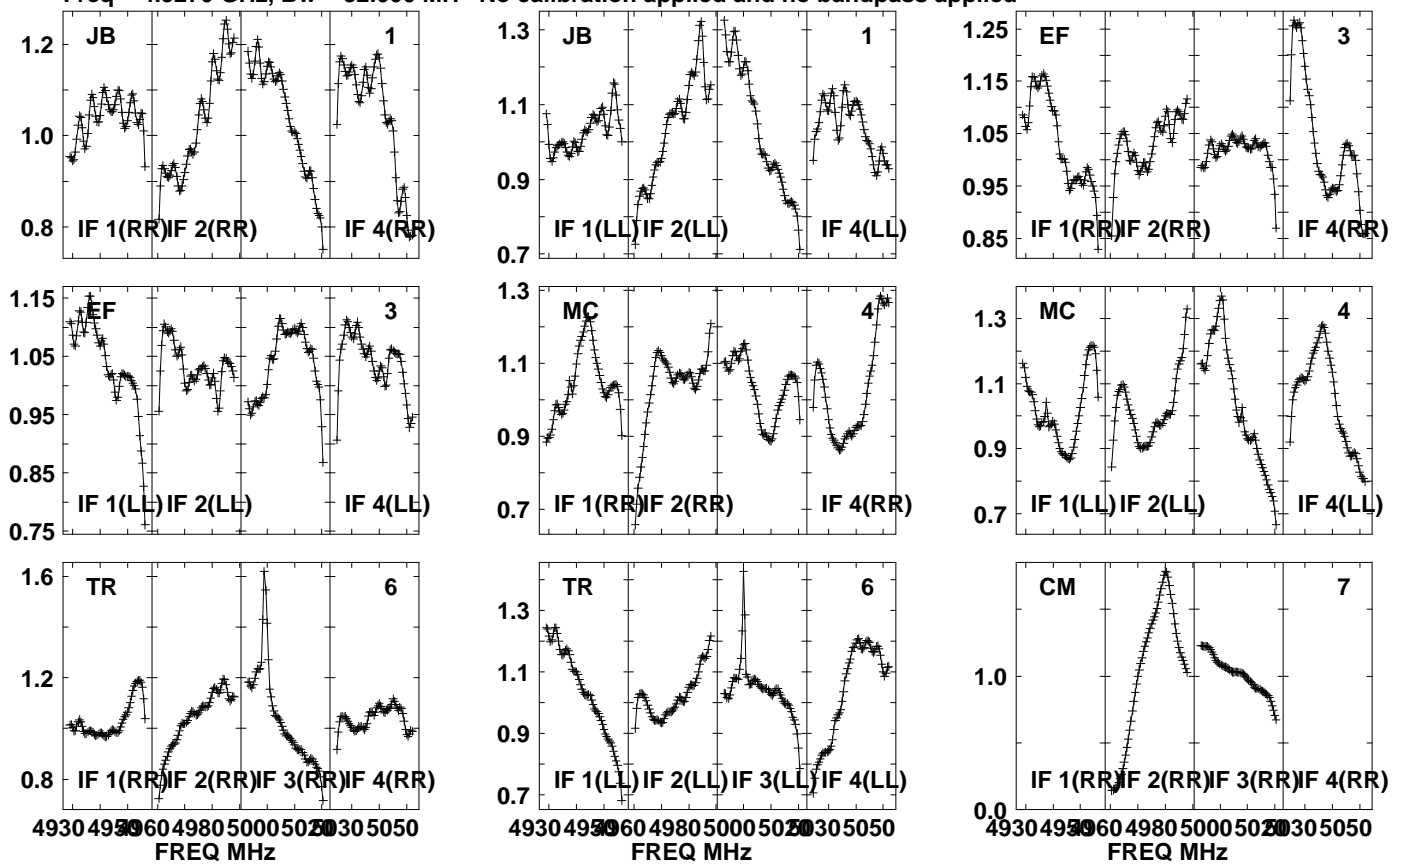 No calibration applied and no bandpass applied
JB 1
1.2
1.0
0.8
IF 1(RR) IF 2(RR) IF 4(RR)
JB 1
1.3
1.1
0.9
0.7
IF 1(LL) IF 2(LL) IF 4(LL)
EF 3
1.25
1.15
1.05
0.95
0.85
IF 1(RR) IF 2(RR) IF 4(RR)
EF 3
1.15
1.05
0.95
0.85
0.75
IF 1(LL) IF 2(LL) IF 4(LL)
MC 4
1.3
1.1
0.9
0.7
IF 1(RR) IF 2(RR) IF 4(RR)
MC 4
1.3
1.1
0.9
0.7
IF 1(LL) IF 2(LL) IF 4(LL)
TR 6
1.6
1.2
0.8
IF 1(RR) IF 2(RR) IF 3(RR) IF 4(RR)
4930 4950 4960 4980 5000 5020 5030 5050
FREQ MHz
TR 6
1.3
1.1
0.9
0.7
IF 1(LL) IF 2(LL) IF 3(LL) IF 4(LL)
4930 4950 4960 4980 5000 5020 5030 5050
FREQ MHz
CM 7
1.0
0.0
IF 1(RR) IF 2(RR) IF 3(RR) IF 4(RR)
4930 4950 4960 4980 5000 5020 5030 5050
FREQ MHz